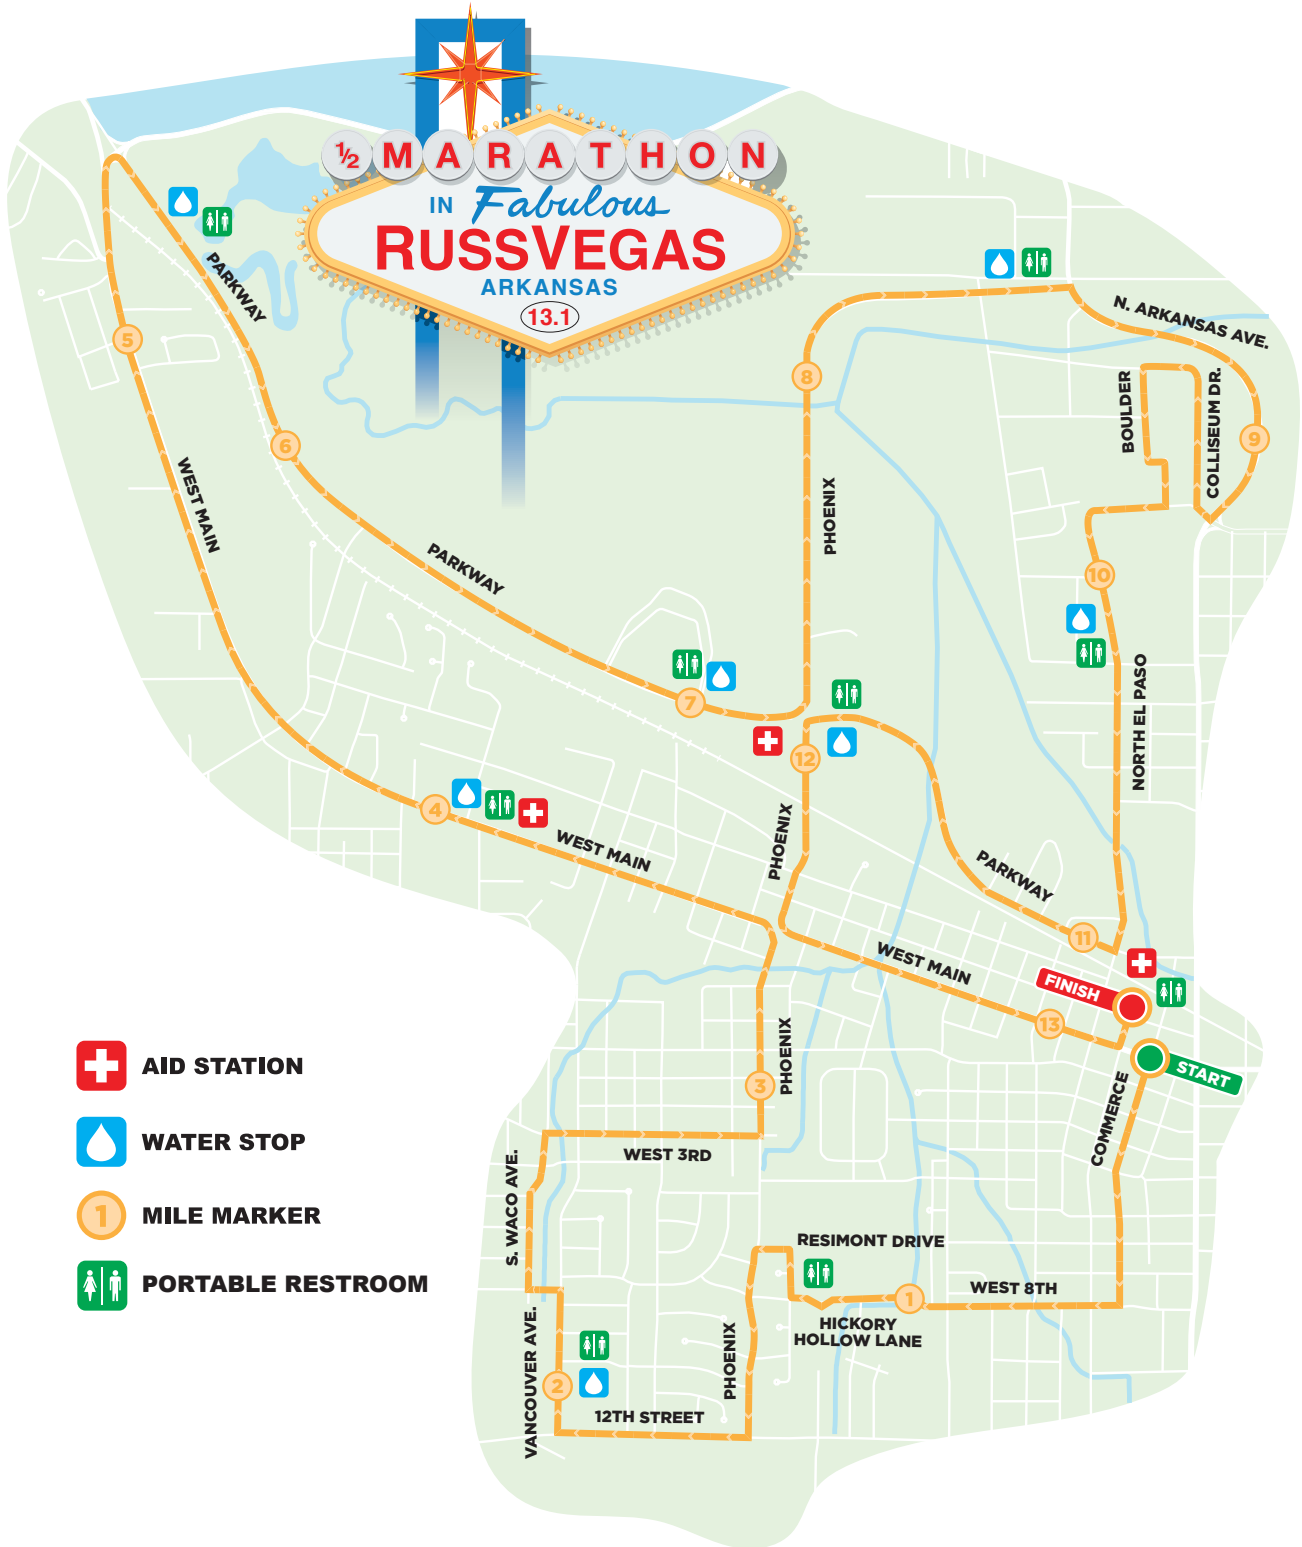 ½ MARATHON
IN Fabulous
RUSSVEGAS
ARKANSAS
13.1
PARKWAY
N. ARKANSAS AVE.
5
8
BOULDER
COLLISEUM DR.
9
6
WEST MAIN
PHOENIX
PARKWAY
10
7
NORTH EL PASO
12
4
WEST MAIN
PHOENIX
PARKWAY
11
WEST MAIN
FINISH
13
START
PHOENIX
3
COMMERCE
WEST 3RD
S. WACO AVE.
RESIMONT DRIVE
WEST 8TH
1
HICKORY
HOLLOW LANE
VANCOUVER AVE.
PHOENIX
2
12TH STREET
AID STATION
WATER STOP
1 MILE MARKER
PORTABLE RESTROOM